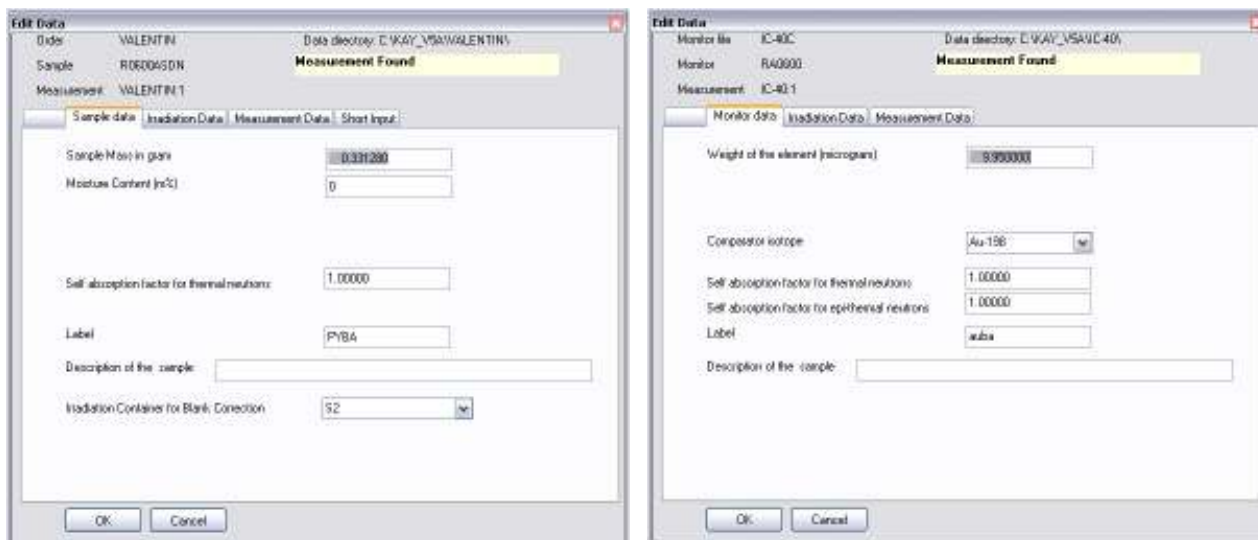 Edit Data
Order VALENTIN Data directory: C:\KAY_V5A\VALENTIN\
Sample
Measurement Found
Measurement VALENTIN.1
Sample data Irradiation Data Measurement Data Short Input
Sample Mass in gram 0.331280
Moisture Content (m%) 0
Self absorption factor for thermal neutrons 1.00000
Label PYBA
Description of the sample
Irradiation Container for Blank Correction S2
OK Cancel
Edit Data
Monitor file IC-40C Data directory: C:\KAY_V5A\IC-40\
Monitor RA0600 Measurement Found
Measurement IC-40.1
Monitor data Irradiation Data Measurement Data
Weight of the element (microgram) 9.950000
Comparator isotope Au-198
Self absorption factor for thermal neutrons 1.00000
Self absorption factor for epithermal neutrons 1.00000
Label auba
Description of the sample
OK Cancel